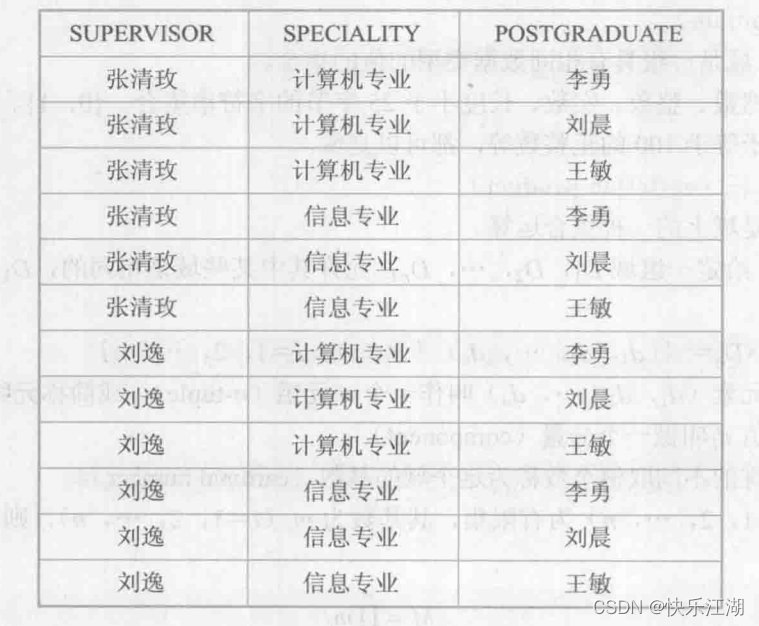 SUPERVISOR SPECIALITY POSTGRADUATE
张清玫 计算机专业 李勇
张清玫 计算机专业 刘晨
张清玫 计算机专业 王敏
张清玫 信息专业 李勇
张清玫 信息专业 刘晨
张清玫 信息专业 王敏
刘逸 计算机专业 李勇
刘逸 计算机专业 刘晨
刘逸 计算机专业 王敏
刘逸 信息专业 李勇
刘逸 信息专业 刘晨
刘逸 信息专业 王敏
CSDN @快乐江湖